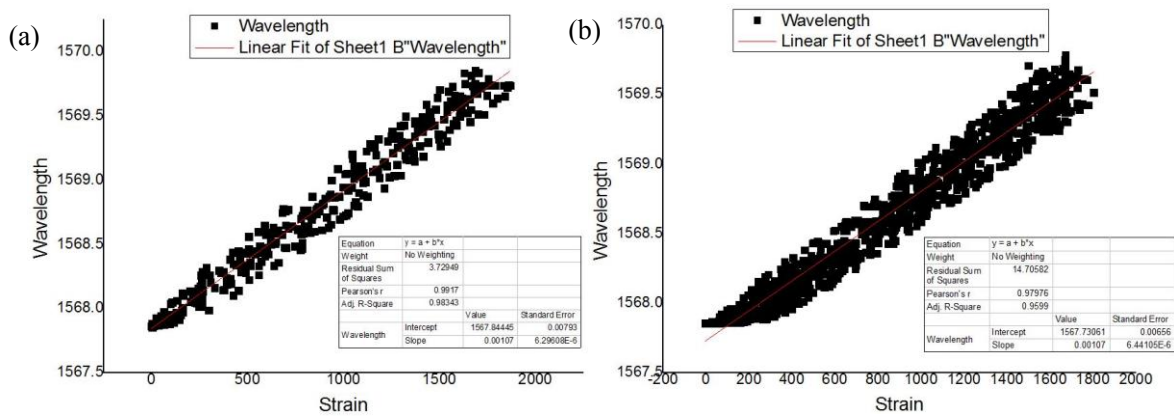 (a)
Wavelength
Linear Fit of Sheet1 B"Wavelength"
1570.0
1569.5
1569.0
1568.5
1568.0
1567.5
Wavelength
0 500 1000 1500 2000
Strain
Equation y = a + b*x
Weight No Weighting
Residual Sum of Squares 3.72949
Pearson's r 0.9917
Adj. R-Square 0.98343
Value Standard Error
Wavelength Intercept 1567.84445 0.00793
Slope 0.00107 6.29608E-6
(b)
Wavelength
Linear Fit of Sheet1 B"Wavelength"
1570.0
1569.5
1569.0
1568.5
1568.0
1567.5
Wavelength
-200 0 200 400 600 800 1000 1200 1400 1600 1800 2000
Strain
Equation y = a + b*x
Weight No Weighting
Residual Sum of Squares 14.70582
Pearson's r 0.97976
Adj. R-Square 0.9599
Value Standard Error
Wavelength Intercept 1567.73061 0.00656
Slope 0.00107 6.44105E-6